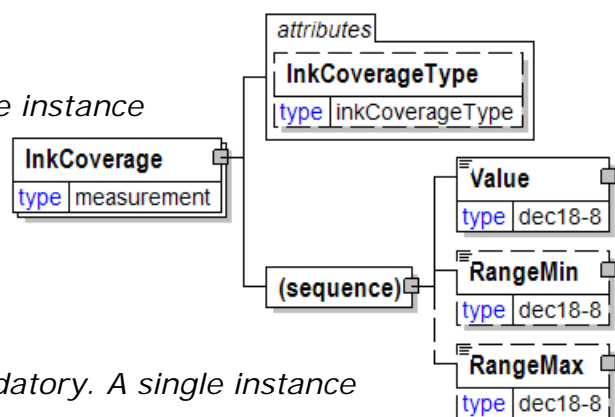 attributes
InkCoverageType
type inkCoverageType
instance
InkCoverage
type measurement
Value
type dec18-8
(sequence)
RangeMin
type dec18-8
RangeMax
type dec18-8
datory. A single instance